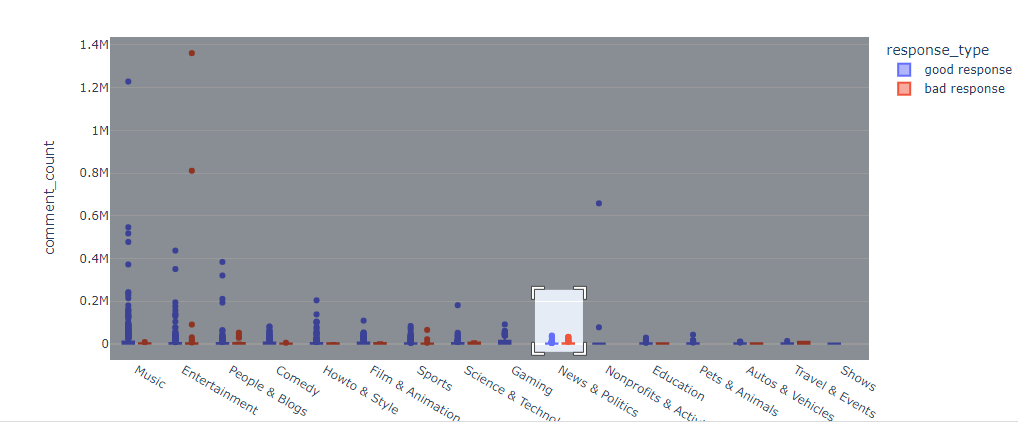 response_type
good response
bad response
comment_count
1.4M
1.2M
1M
0.8M
0.6M
0.4M
0.2M
0
Music
Entertainment
People & Blogs
Comedy
Howto & Style
Film & Animation
Sports
Science & Technol
Gaming
News & Politics
Nonprofits & Activi
Education
Pets & Animals
Autos & Vehicles
Travel & Events
Shows